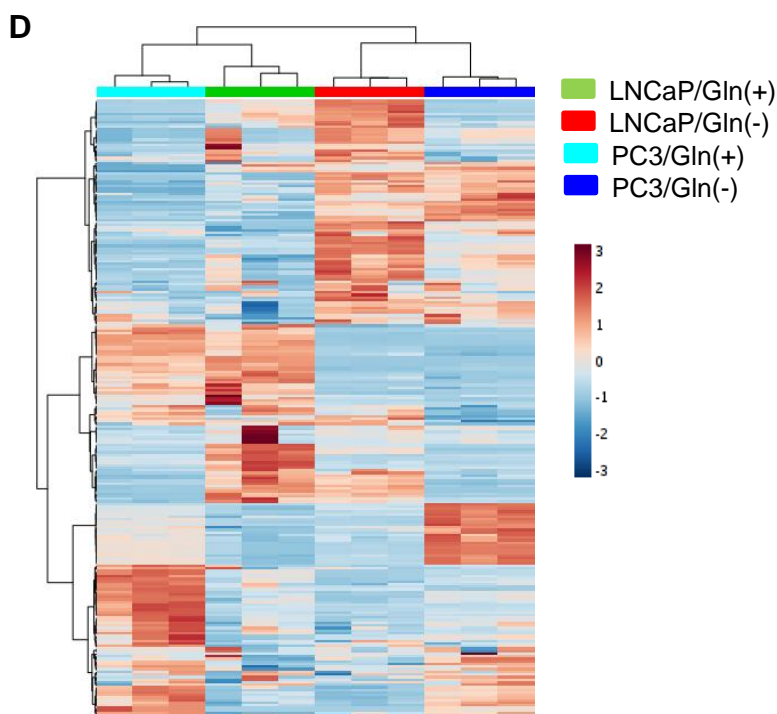 D
LNCaP/Gln(+)
LNCaP/Gln(-)
PC3/Gln(+)
PC3/Gln(-)
3
2
1
0
-1
-2
-3